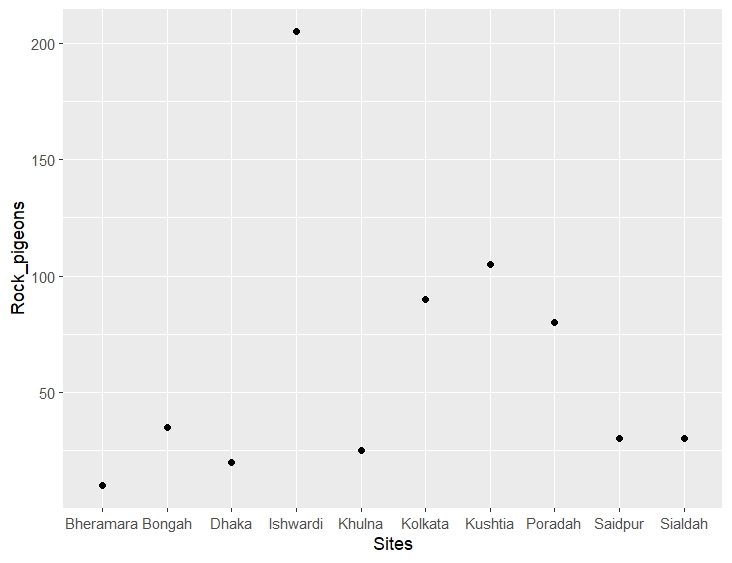 Rock_pigeons
200
150
100
50
Bheramara Bongah Dhaka Ishwardi Khulna Kolkata Kushtia Poradah Saidpur Sialdah
Sites